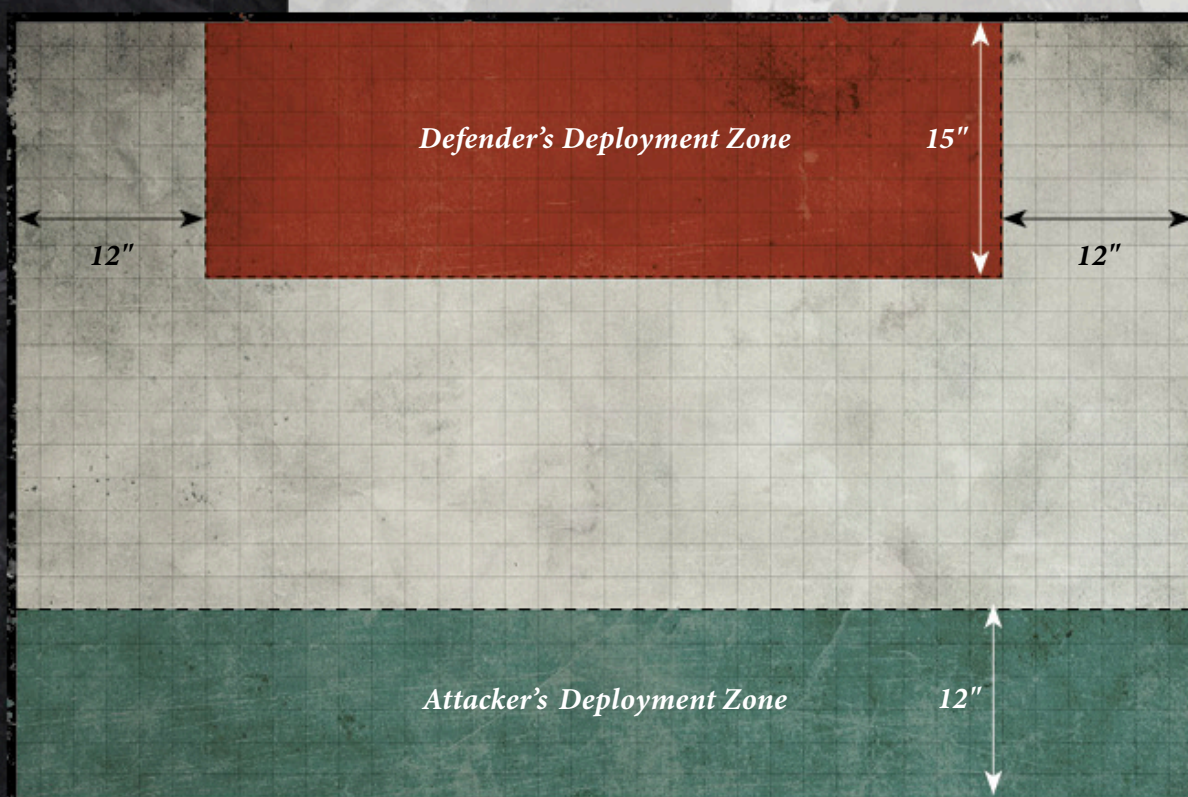 Defender’s Deployment Zone
15"
12"
12"
Attacker’s Deployment Zone
12"